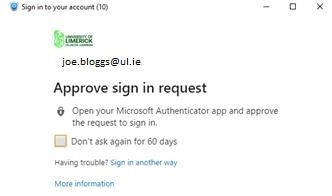 Sign in to your account (10)
UNIVERSITY OF
LIMERICK
joe.bloggs@ul.ie
Approve sign in request
Open your Microsoft Authenticator app and approve
the request to sign in.
Don't ask again for 60 days
Having trouble? Sign in another way
More information